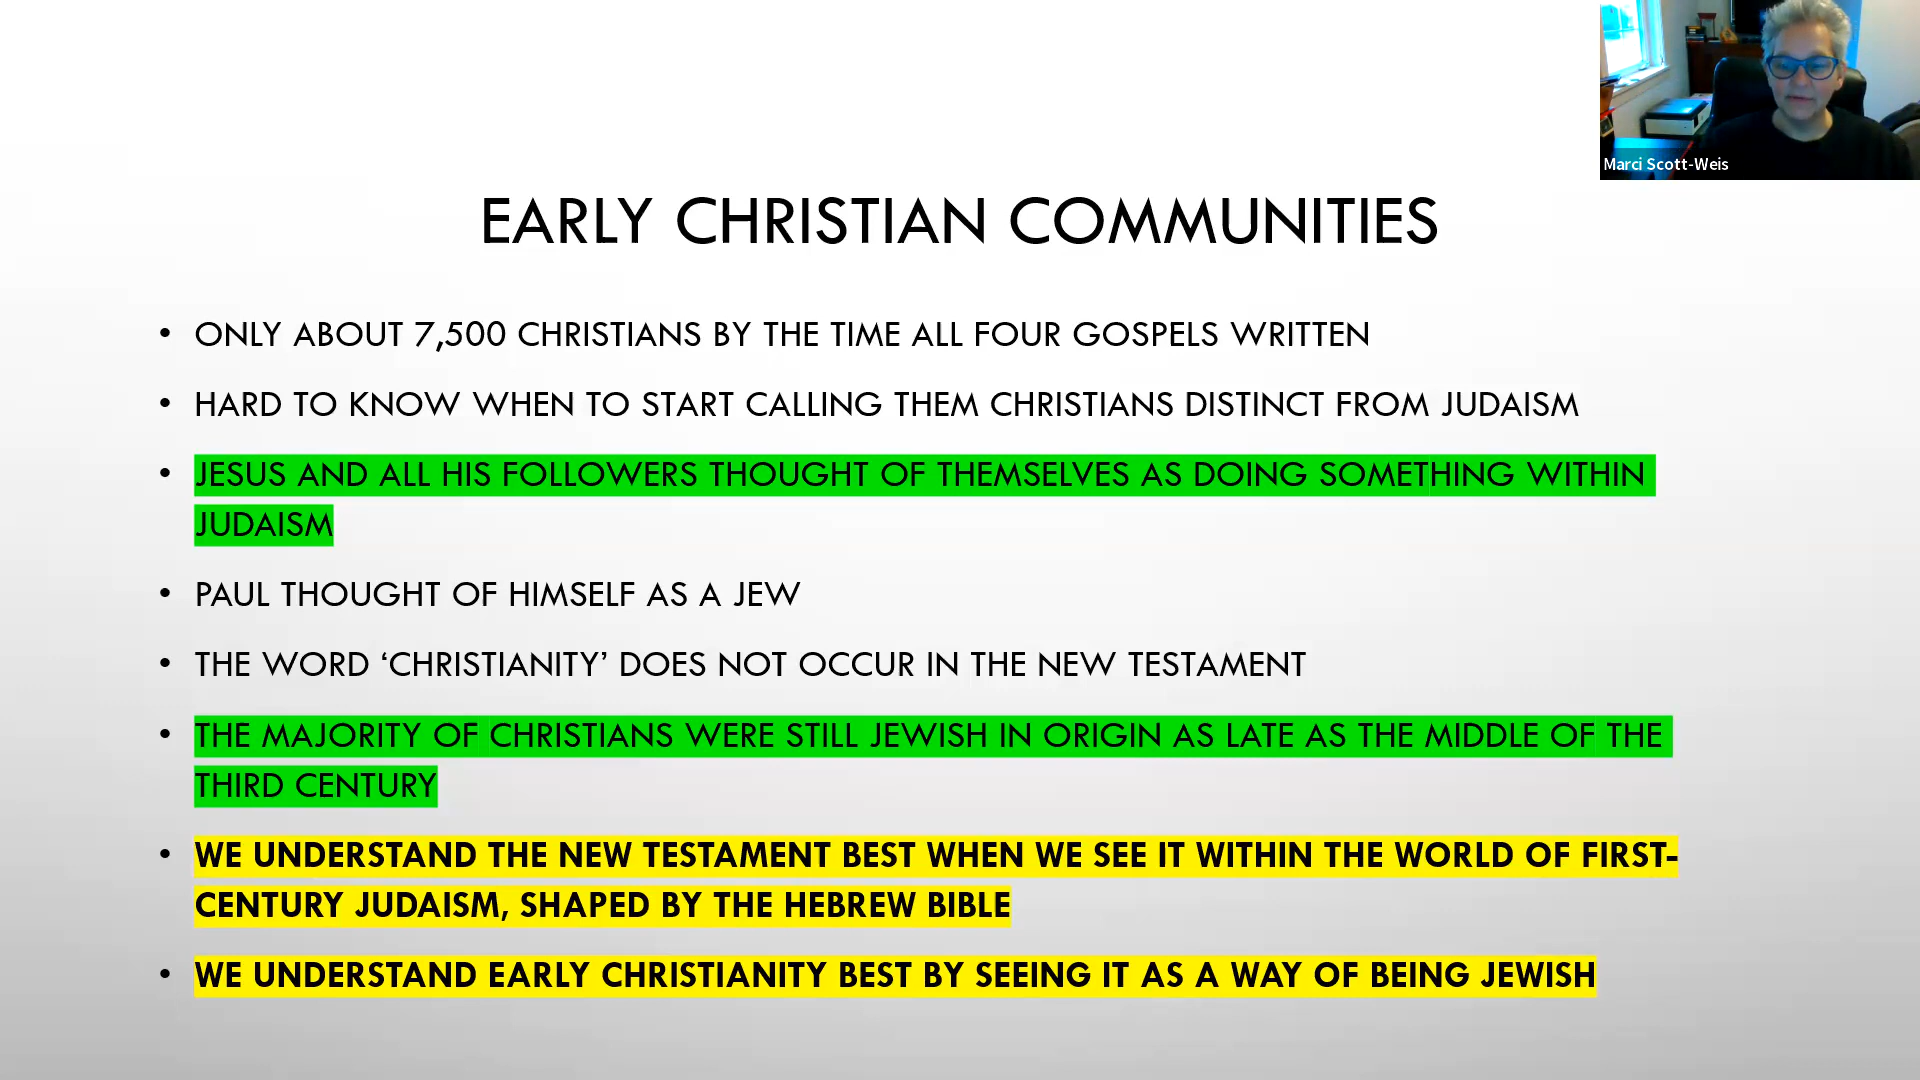 Marci Scott-Weis
EARLY CHRISTIAN COMMUNITIES
• ONLY ABOUT 7,500 CHRISTIANS BY THE TIME ALL FOUR GOSPELS WRITTEN
• HARD TO KNOW WHEN TO START CALLING THEM CHRISTIANS DISTINCT FROM JUDAISM
• JESUS AND ALL HIS FOLLOWERS THOUGHT OF THEMSELVES AS DOING SOMETHING WITHIN
JUDAISM
• PAUL THOUGHT OF HIMSELF AS A JEW
• THE WORD ‘CHRISTIANITY’ DOES NOT OCCUR IN THE NEW TESTAMENT
• THE MAJORITY OF CHRISTIANS WERE STILL JEWISH IN ORIGIN AS LATE AS THE MIDDLE OF THE
THIRD CENTURY
• WE UNDERSTAND THE NEW TESTAMENT BEST WHEN WE SEE IT WITHIN THE WORLD OF FIRST-
CENTURY JUDAISM, SHAPED BY THE HEBREW BIBLE
• WE UNDERSTAND EARLY CHRISTIANITY BEST BY SEEING IT AS A WAY OF BEING JEWISH